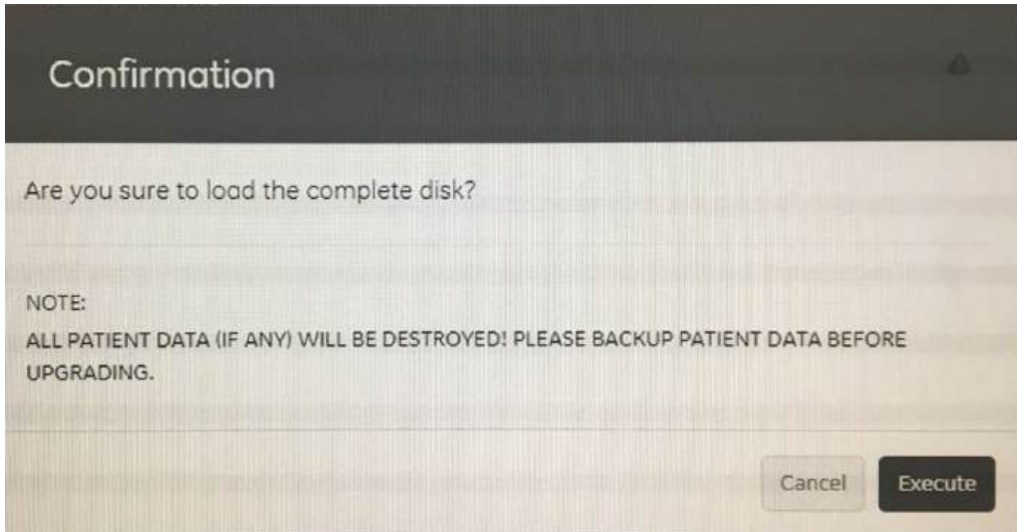 Confirmation
Are you sure to load the complete disk?
NOTE:
ALL PATIENT DATA (IF ANY) WILL BE DESTROYED! PLEASE BACKUP PATIENT DATA BEFORE
UPGRADING.
Cancel Execute